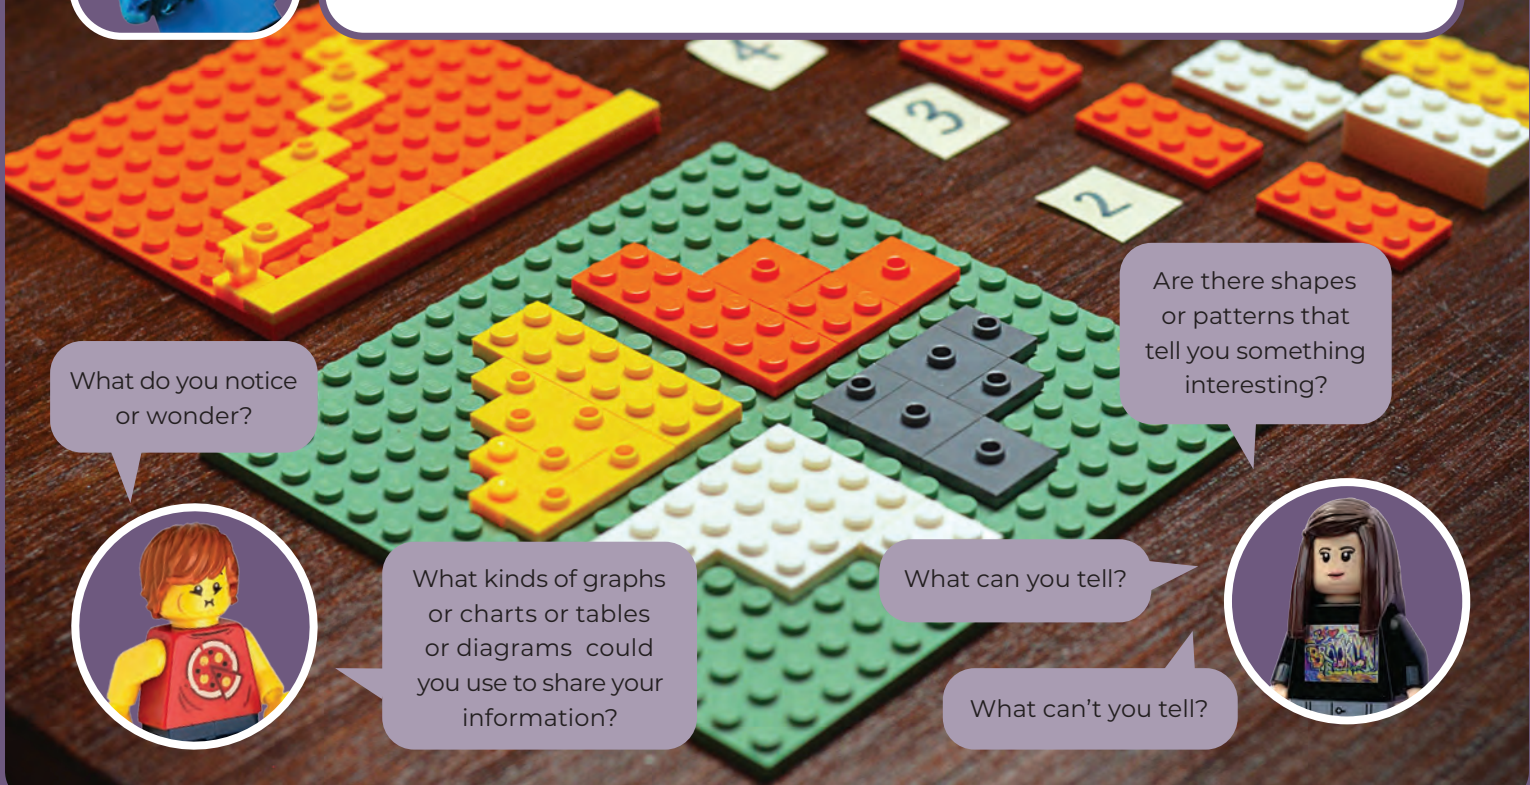 4
3
2
Are there shapes
or patterns that
tell you something
interesting?
What do you notice
or wonder?
What kinds of graphs
or charts or tables
or diagrams could
you use to share your
information?
What can you tell?
What can't you tell?